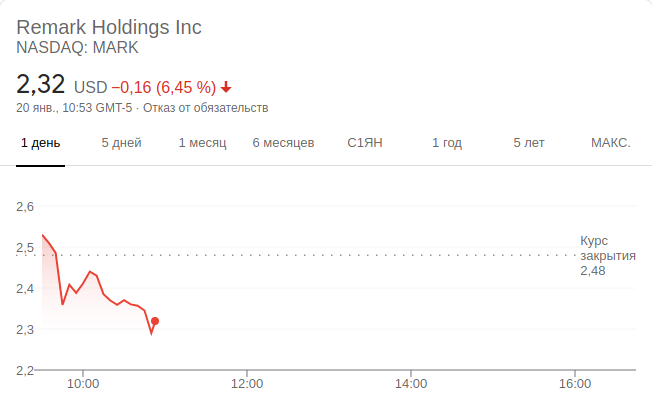 Remark Holdings Inc
NASDAQ: MARK
2,32 USD −0,16 (6,45 %)
20 янв., 10:53 GMT-5 · Отказ от обязательств
1 день 5 дней 1 месяц 6 месяцев С1ЯН 1 год 5 лет МАКС.
2,6
2,5
2,4
2,3
2,2
Курс
закрытия
2,48
10:00 12:00 14:00 16:00